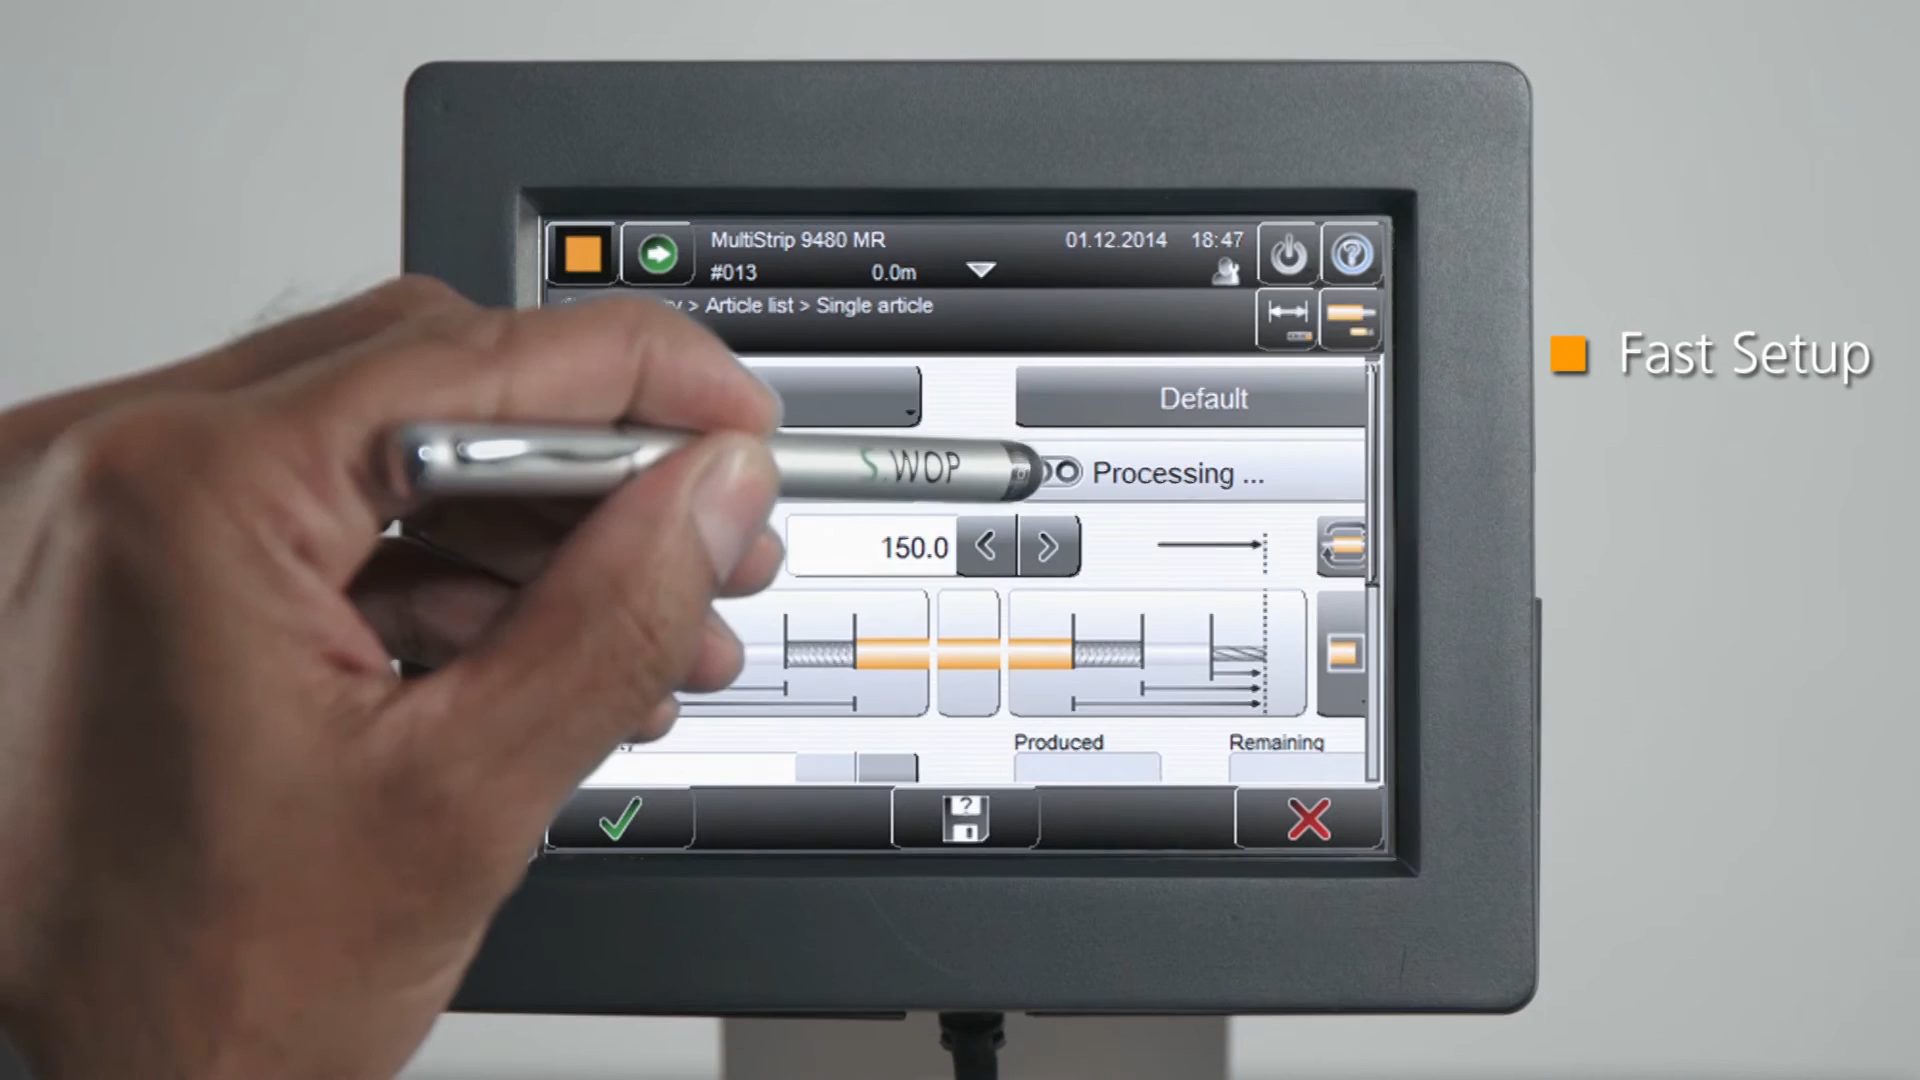 MultiStrip 9480 MR
01.12.2014 18:47
#013
0.0m
> Article list > Single article
Fast Setup
Default
S.WOP
Processing ...
150.0
Produced
Remaining